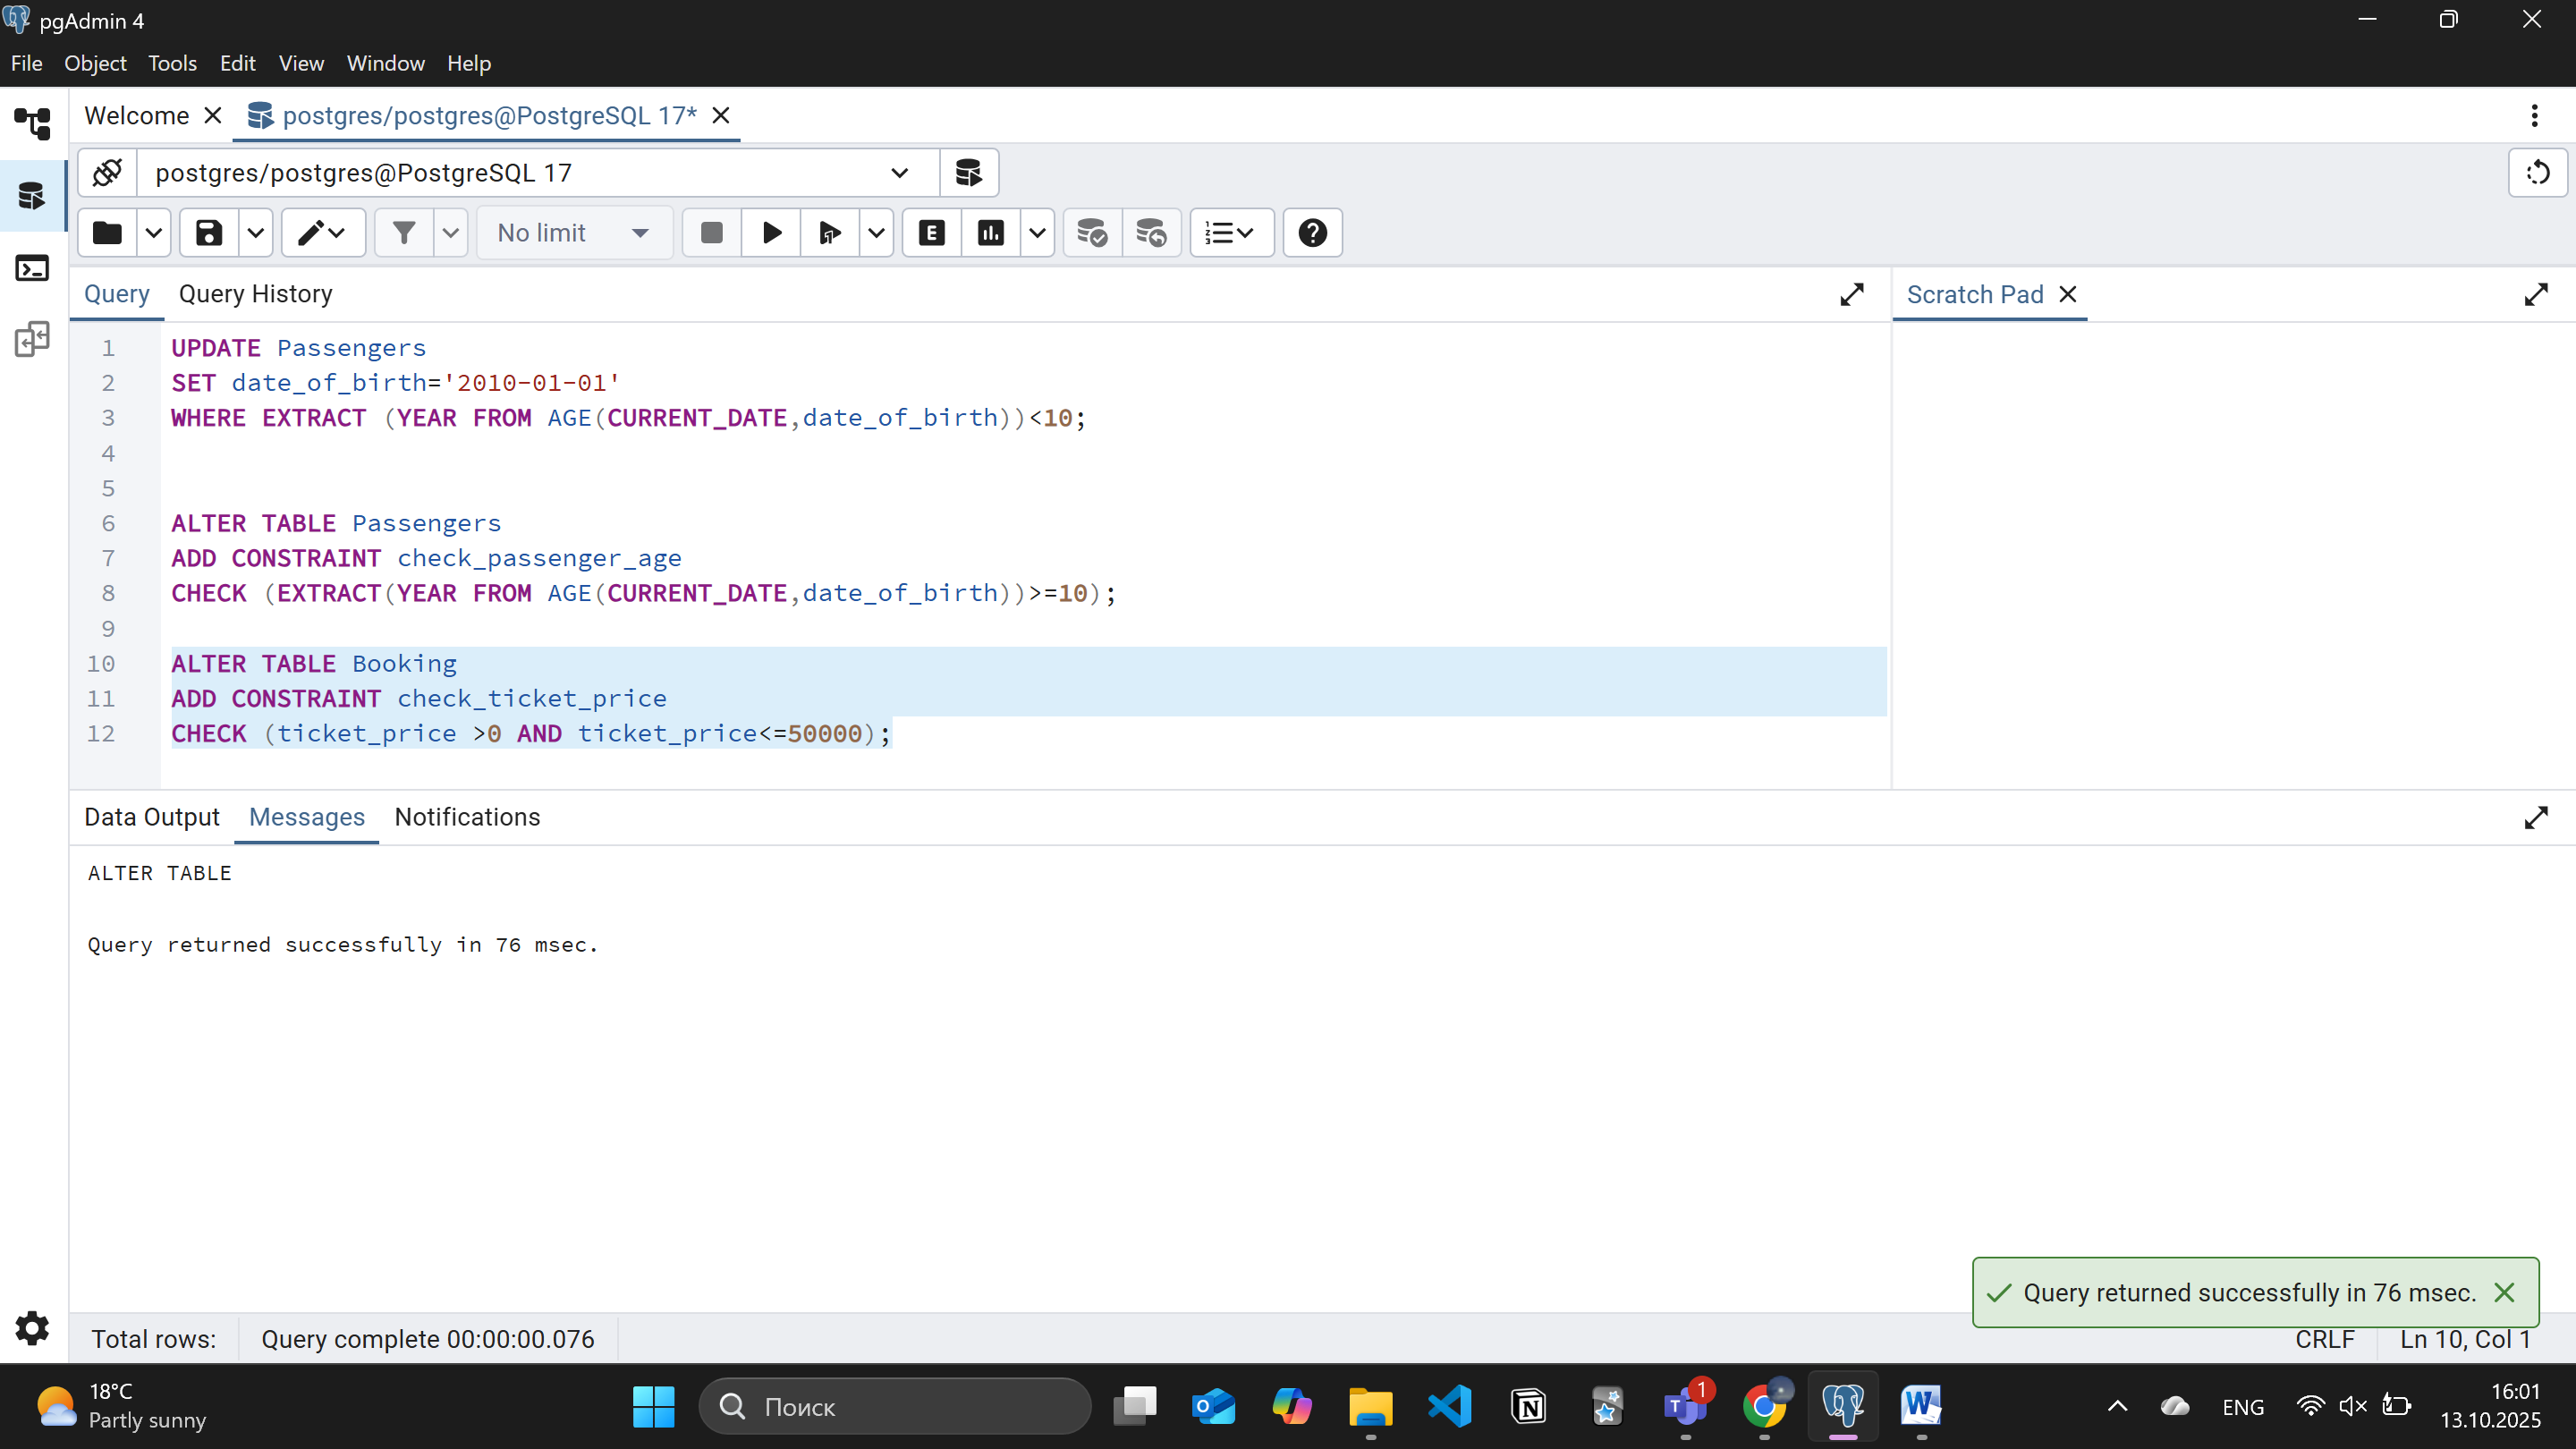 pgAdmin 4
File Object Tools Edit View Window Help
Welcome postgres/postgres@PostgreSQL 17*
postgres/postgres@PostgreSQL 17
No limit
Query Query History
Scratch Pad
1 UPDATE Passengers
2 SET date_of_birth='2010-01-01'
3 WHERE EXTRACT (YEAR FROM AGE(CURRENT_DATE,date_of_birth))<10;
4
5
6 ALTER TABLE Passengers
7 ADD CONSTRAINT check_passenger_age
8 CHECK (EXTRACT(YEAR FROM AGE(CURRENT_DATE,date_of_birth))>=10);
9
10 ALTER TABLE Booking
11 ADD CONSTRAINT check_ticket_price
12 CHECK (ticket_price >0 AND ticket_price<=50000);
Data Output Messages Notifications
ALTER TABLE
Query returned successfully in 76 msec.
Query returned successfully in 76 msec.
Total rows: Query complete 00:00:00.076 CRLF Ln 10, Col 1
18°C
Partly sunny
Поиск
1
ENG
16:01
13.10.2025